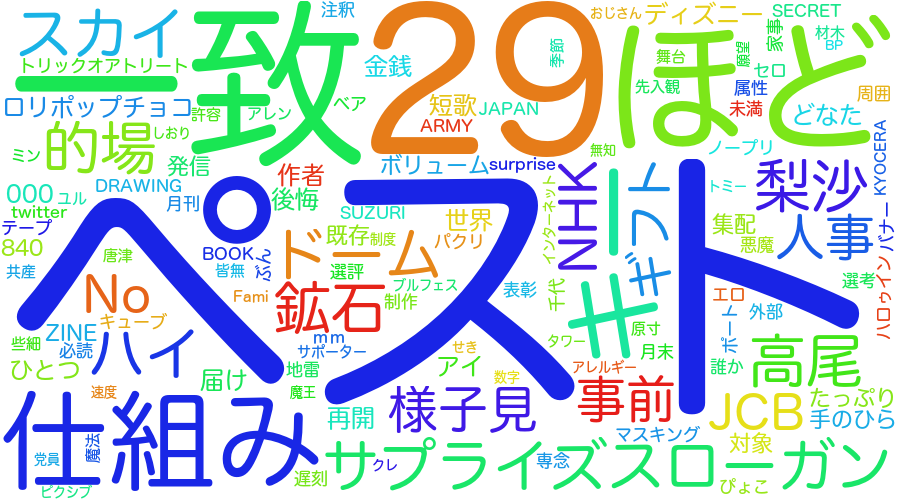 スカイ
一致
29
ほど
注釈
おじさん
ディズニー
SECRET
家事
材木
BP
トリックオアトリート
金銭
季節
舞台
願望
セロ
ロリポップチョコ
許容
アレン
ベア
短歌
JAPAN
先入観
属性
周囲
ARMY
未満
どなた
的場
しおり
ミン
発信
ボリューム
surprise
無知
ノープリ
KYOCERA
000
ユル
DRAWING
作者
後悔
月刊
twitter
SUZURI
世界
インターネット
NHK
ギフト
トミー
梨沙
テープ
840
唐津
BOOK
ぶん
既存
制度
パクリ
集配
悪魔
人事
バナー
共産
皆無
ドーム
選評
ブルフェス
表彰
千代
選考
ハロウィン
ペスト
No
Fami
鉱石
制作
キ
エロ
外部
ZINE
キューブ
mm
原寸
ポート
些細
必読
ハイ
サポーター
せき
タワー
月末
高尾
ひとつ
届け
地雷
アイ
アレルギー
誰か
速度
魔王
数字
様子見
事前
JCB
たっぷり
手のひら
仕組み
再開
マスキング
対象
党員
魔法
遅刻
クレ
サプライズ
専念
スローガン
ぴょこ
ピクシブ